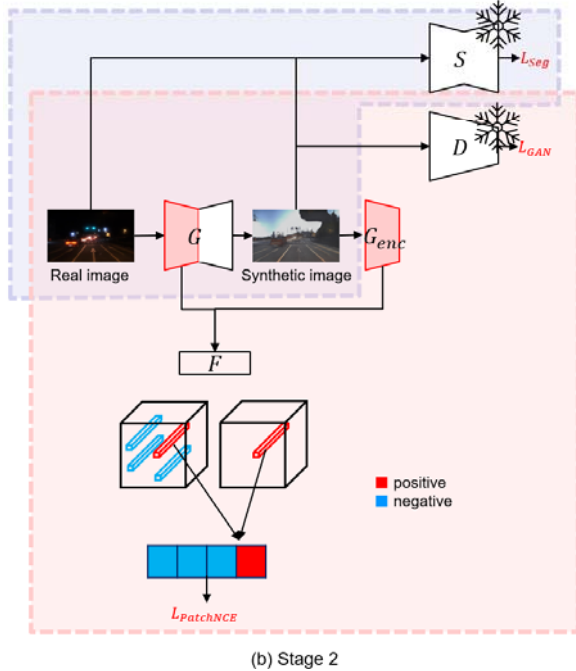 S
L_Seg
D
L_GAN
G
G_enc
Real image
Synthetic image
F
positive
negative
L_PatchNCE
(b) Stage 2